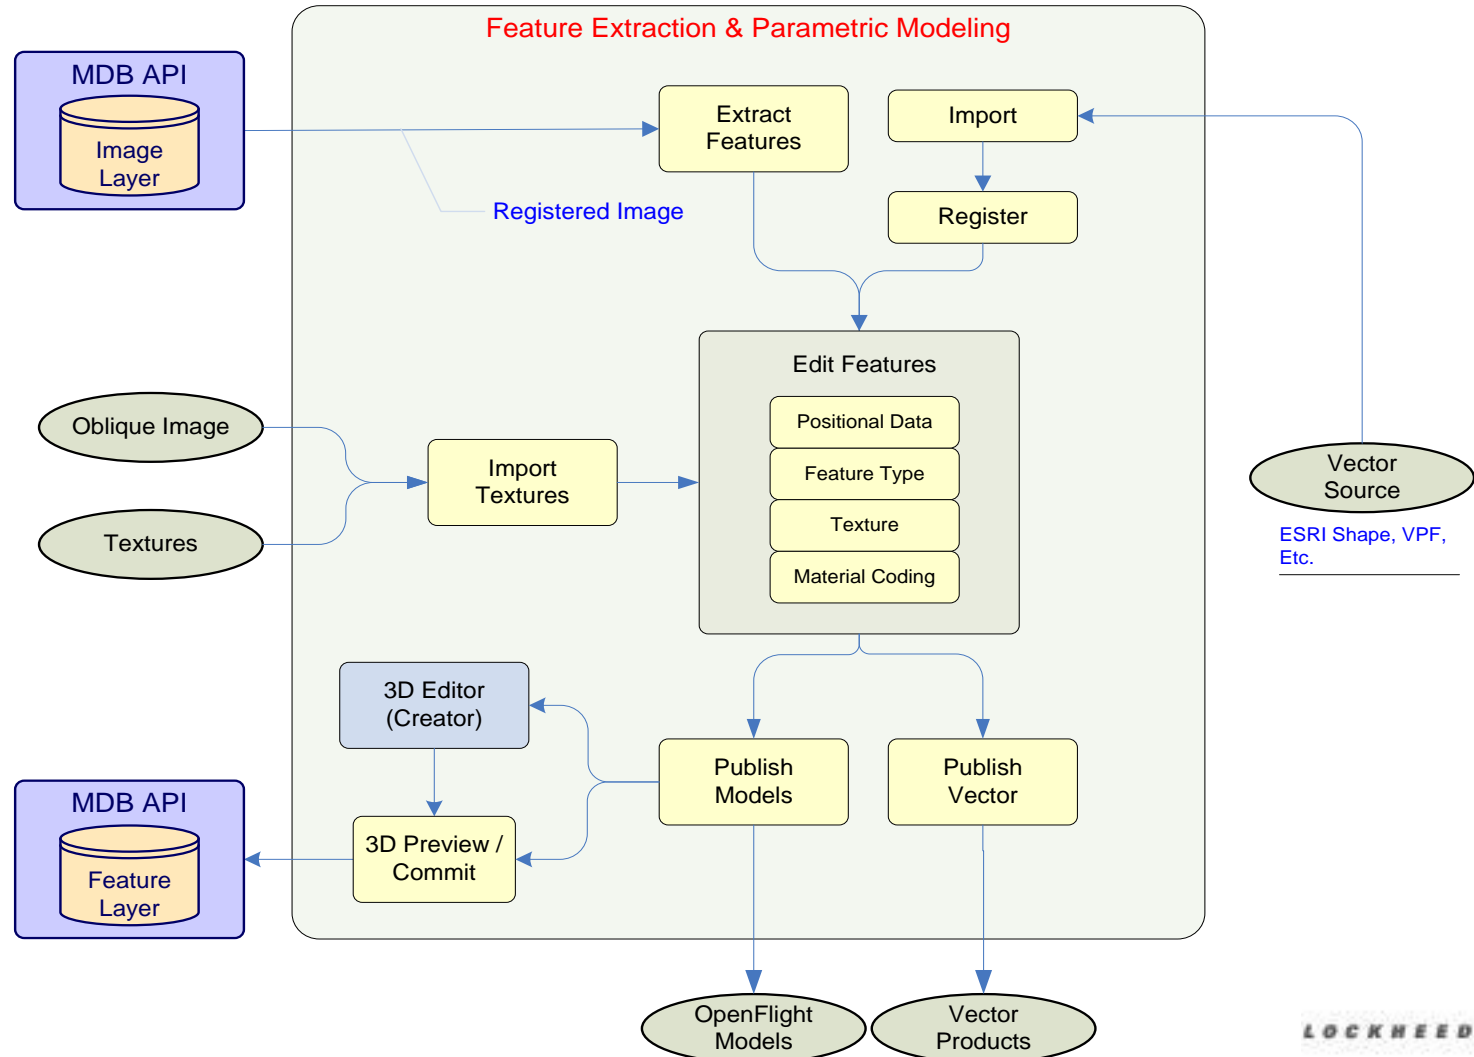 Feature Extraction & Parametric Modeling
MDB API
Image
Layer
Extract
Features
Import
Registered Image
Register
Edit Features
Positional Data
Feature Type
Texture
Material Coding
Oblique Image
Textures
Import
Textures
Vector
Source
ESRI Shape, VPF,
Etc.
3D Editor
(Creator)
Publish
Models
Publish
Vector
MDB API
Feature
Layer
3D Preview /
Commit
OpenFlight
Models
Vector
Products
LOCKHEED